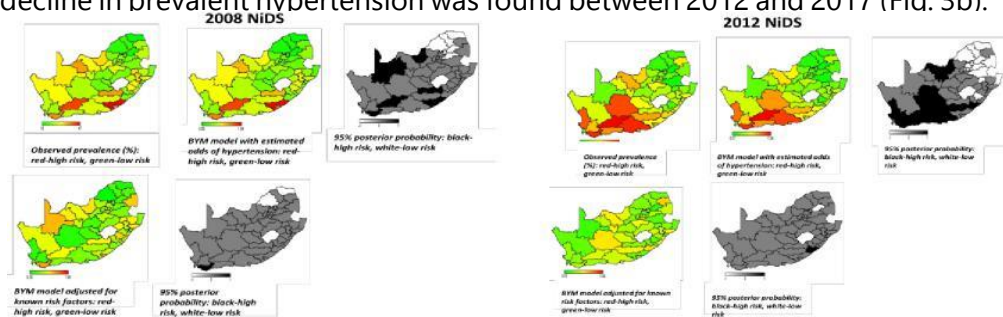 decline in prevalent hypertension was found between 2012 and 2017 (Fig. 3b).
2008 NiDS
Observed prevalence (%):
red-high risk, green-low risk
BYM model with estimated
odds of hypertension: red-
high risk, green-low risk
95% posterior probability: black-
high risk, white-low risk
BYM model adjusted for
known risk factors: red-
high risk, green-low risk
95% posterior
probability: black-high
risk, white-low risk
2012 NiDS
Observed prevalence
(%): red-high risk,
green-low risk
BYM model with estimated odds
of hypertension: red-high risk,
green-low risk
95% posterior probability:
black-high risk, white-low
risk
BYM model adjusted for known
risk factors: red-high risk,
green-low risk
95% posterior probability:
black-high risk, white-low
risk